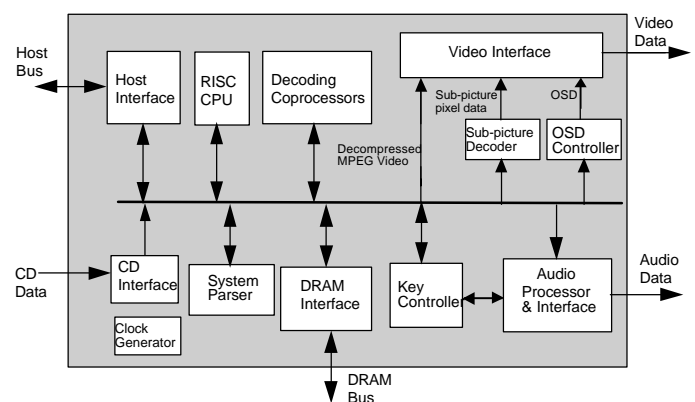 Host
Bus
Host
Interface
RISC
CPU
Decoding
Coprocessors
Video Interface
Video
Data
Sub-picture
pixel data
OSD
Decompressed
MPEG Video
Sub-picture
Decoder
OSD
Controller
CD
Data
CD
Interface
System
Parser
DRAM
Interface
Key
Controller
Audio
Processor
& Interface
Audio
Data
Clock
Generator
DRAM
Bus